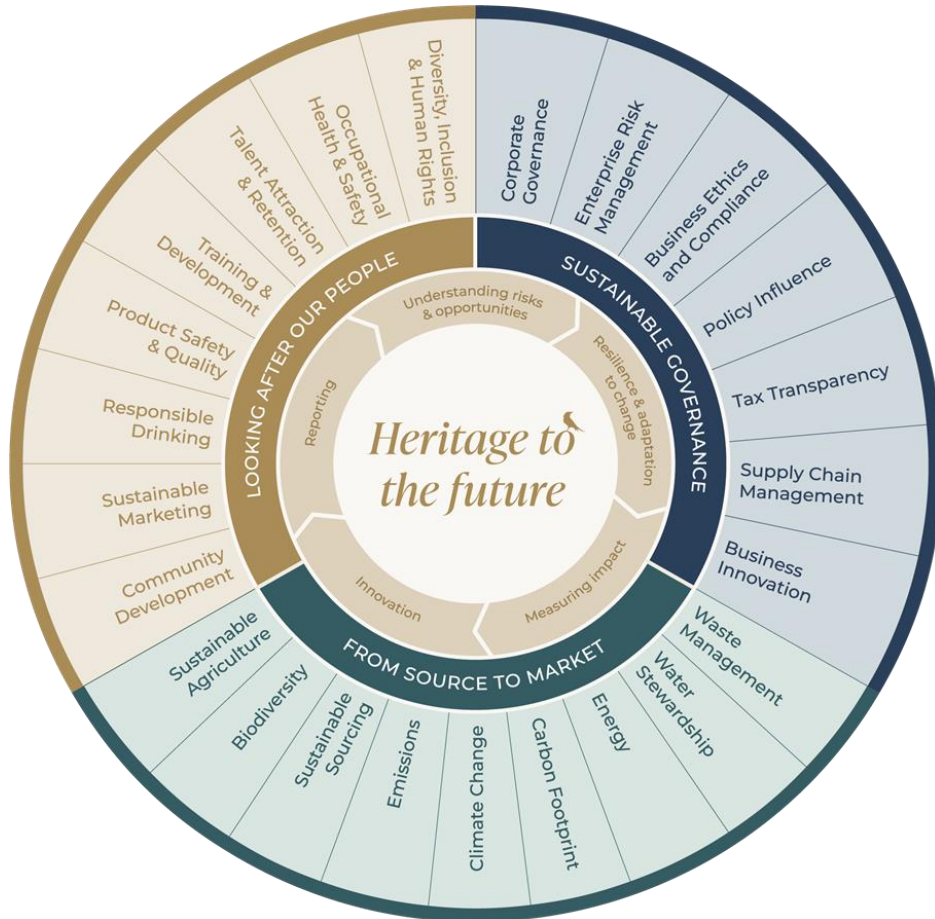 Heritage to
the future
Understanding risks
& opportunities
Resilience & adaptation
to change
Measuring impact
Innovation
Reporting
SUSTAINABLE GOVERNANCE
Corporate
Governance
Enterprise Risk
Management
Business Ethics
and Compliance
Policy Influence
Tax Transparency
Supply Chain
Management
Business
Innovation
FROM SOURCE TO MARKET
Waste
Management
Water
Stewardship
Energy
Carbon Footprint
Climate Change
Emissions
Sustainable
Sourcing
Biodiversity
Sustainable
Agriculture
LOOKING AFTER OUR PEOPLE
Community
Development
Sustainable
Marketing
Responsible
Drinking
Product Safety
& Quality
Training &
Development
Talent Attraction
& Retention
Occupational
Health & Safety
Diversity, Inclusion
& Human Rights